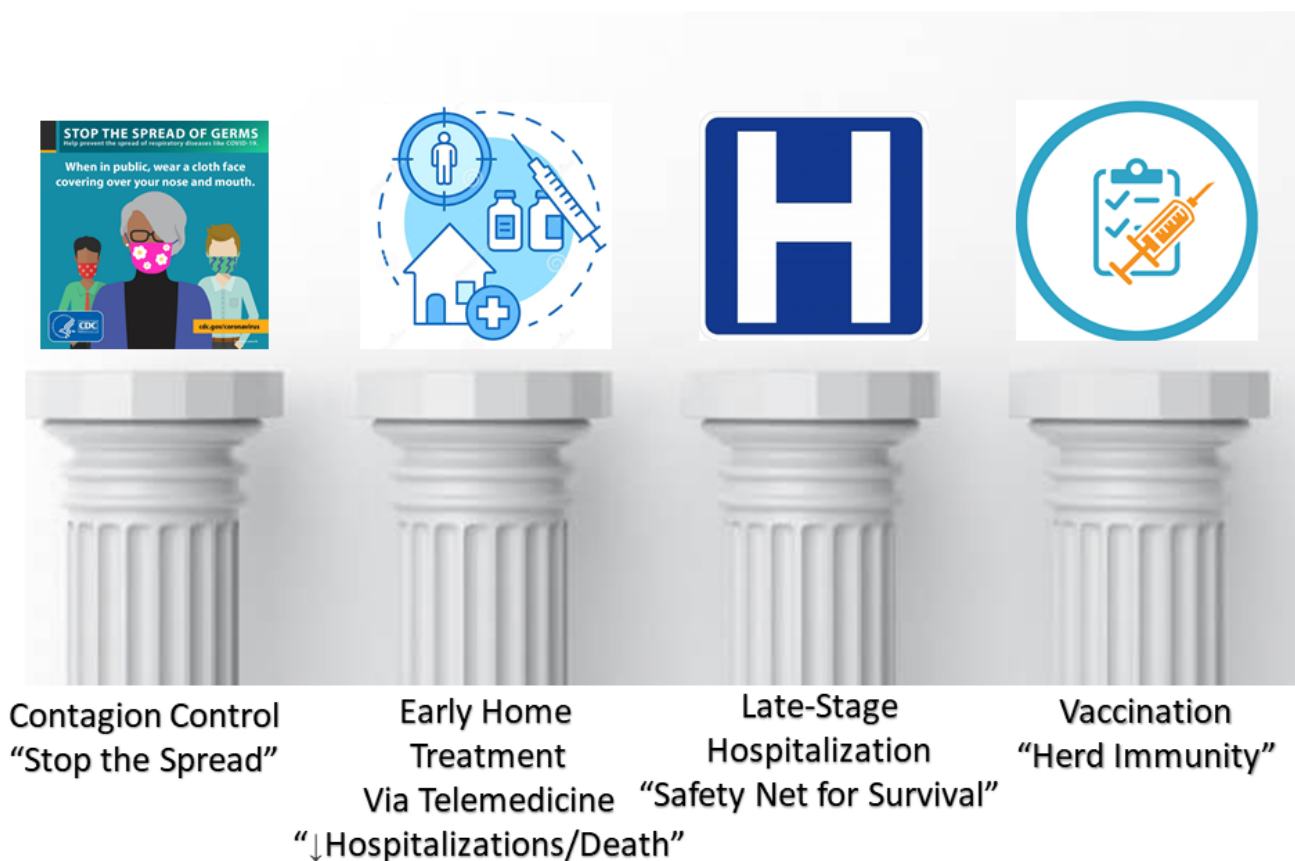 STOP THE SPREAD OF GERMS
Help prevent the spread of respiratory diseases like COVID-19.
When in public, wear a cloth face
covering over your nose and mouth.
CDC
cdc.gov/coronavirus
H
Contagion Control
“Stop the Spread”
Early Home
Treatment
Via Telemedicine
“↓Hospitalizations/Death”
Late-Stage
Hospitalization
“Safety Net for Survival”
Vaccination
“Herd Immunity”